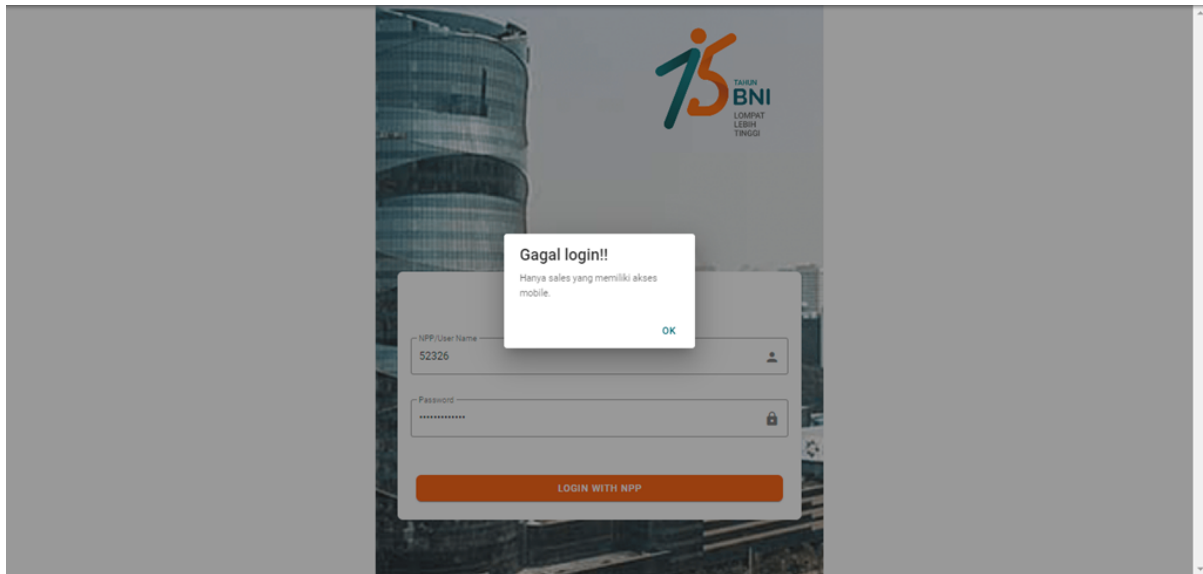 75
TAHUN
BNI
LOMPAT
LEBIH
TINGGI
Gagal login!!
Hanya sales yang memiliki akses
mobile.
OK
NPP/User Name
52326
Password
•••••••••••••
LOGIN WITH NPP